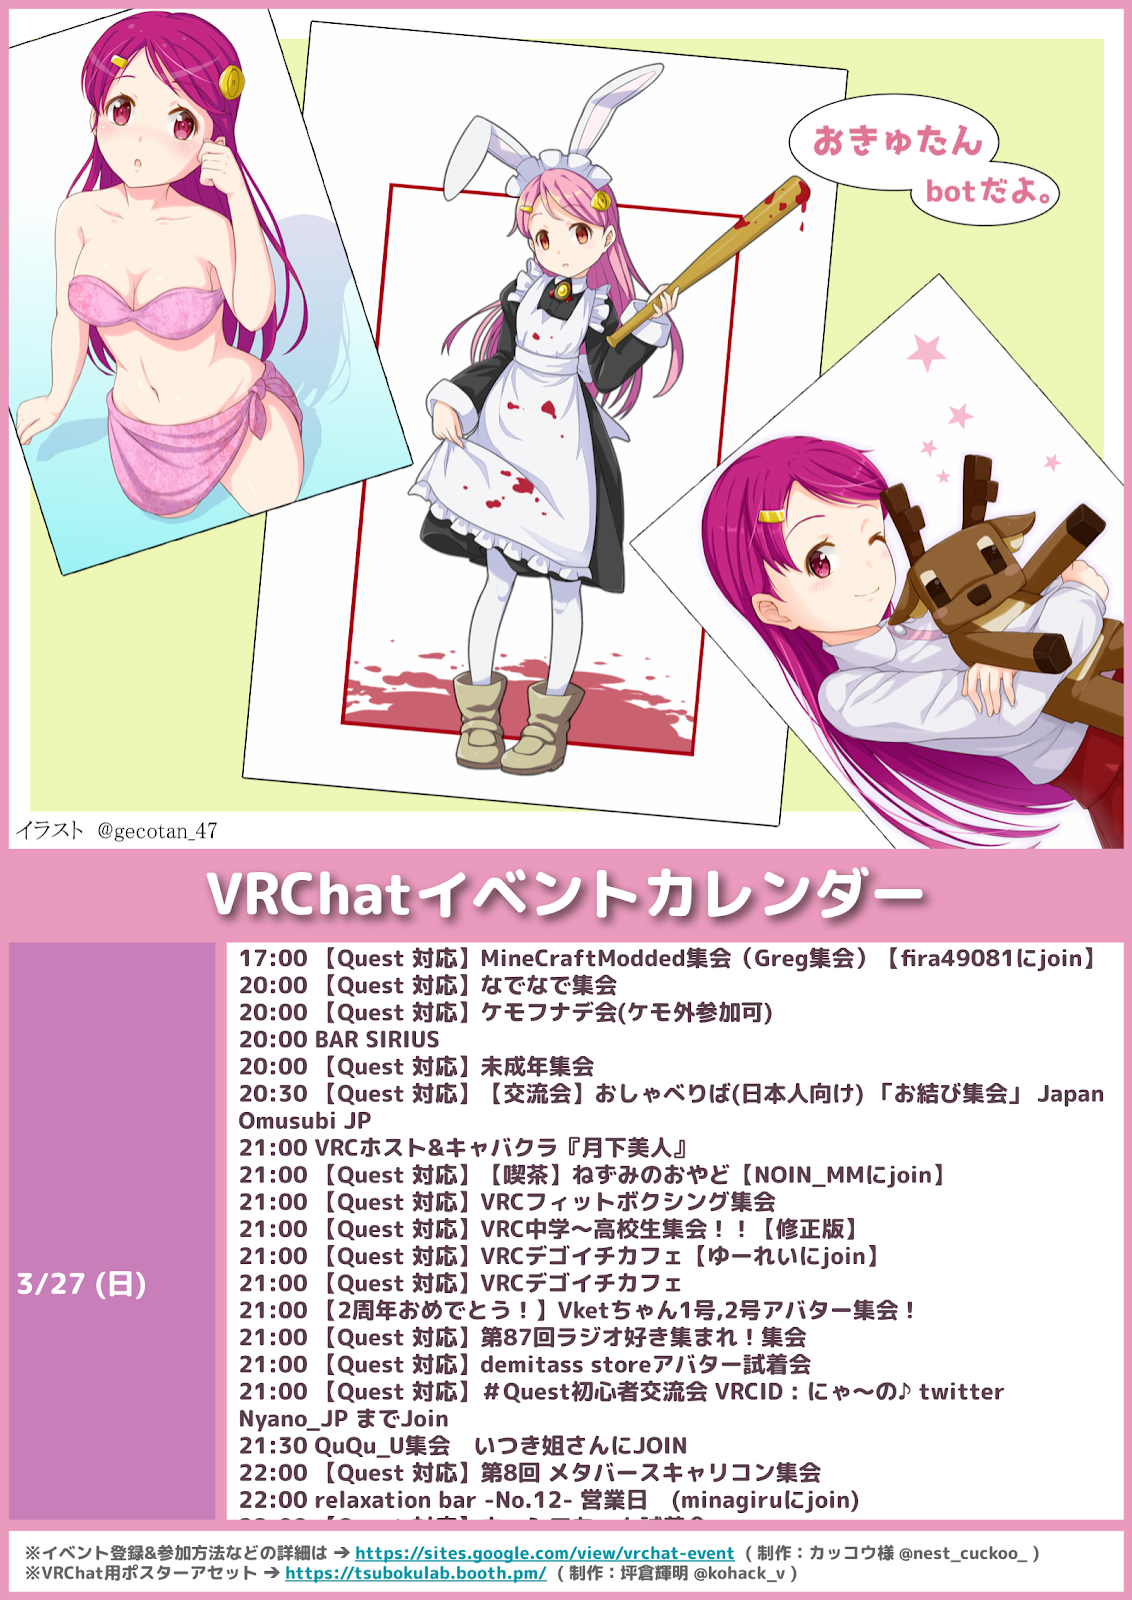 おきゅたん
botだよ。
イラスト @gecotan_47
VRChatイベントカレンダー
3/27 (日)
17:00 【Quest 対応】MineCraftModded集会（Greg集会）【fira49081にjoin】
20:00 【Quest 対応】なでなで集会
20:00 【Quest 対応】ケモフナデ会(ケモ外参加可)
20:00 BAR SIRIUS
20:00 【Quest 対応】未成年集会
20:30 【Quest 対応】【交流会】おしゃべりば(日本人向け) 「お結び集会」 Japan
Omusubi JP
21:00 VRCホスト&キャバクラ『月下美人』
21:00 【Quest 対応】【喫茶】ねずみのおやど【NOIN_MMにjoin】
21:00 【Quest 対応】VRCフィットボクシング集会
21:00 【Quest 対応】VRC中学～高校生集会！！【修正版】
21:00 【Quest 対応】VRCデゴイチカフェ【ゆーれいにjoin】
21:00 【Quest 対応】VRCデゴイチカフェ
21:00 【2周年おめでとう！】Vketちゃん1号,2号アバター集会！
21:00 【Quest 対応】第87回ラジオ好き集まれ！集会
21:00 【Quest 対応】demitass storeアバター試着会
21:00 【Quest 対応】＃Quest初心者交流会 VRCID：にゃ～の♪ twitter
Nyano_JP までJoin
21:30 QuQu_U集会　いつき姐さんにJOIN
22:00 【Quest 対応】第8回 メタバースキャリコン集会
22:00 relaxation bar -No.12- 営業日　(minagiruにjoin)
※イベント登録&参加方法などの詳細は ➔ https://sites.google.com/view/vrchat-event ( 制作：カッコウ様 @nest_cuckoo_ )
※VRChat用ポスターアセット ➔ https://tsubokulab.booth.pm/ ( 制作：坪倉輝明 @kohack_v )